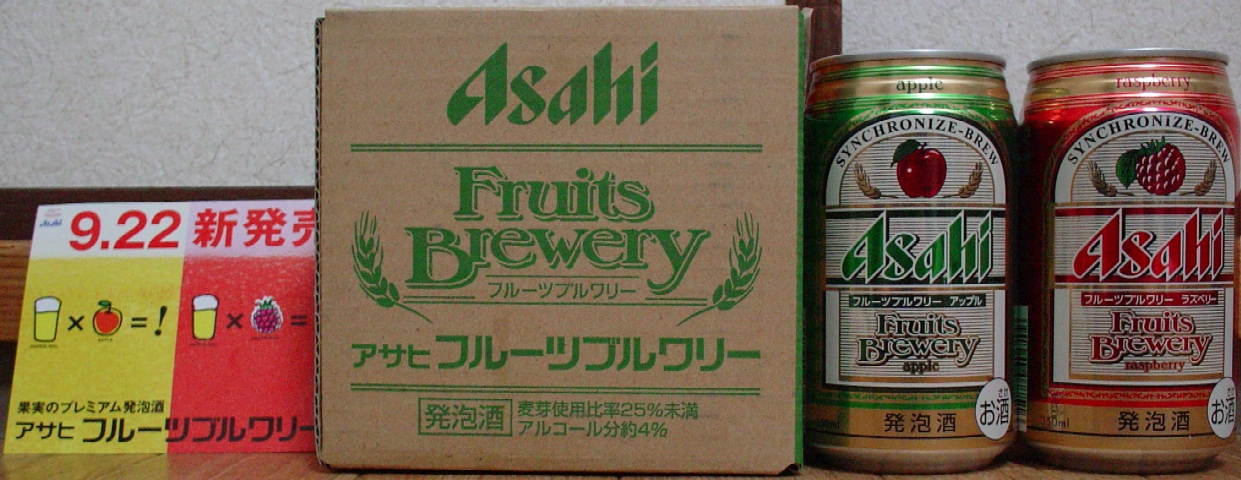 Asahi
9.22 新発売
× = !
× =
果実のプレミアム発泡酒
アサヒ フルーツブルワリー
Asahi
Fruits
Brewery
フルーツブルワリー
アサヒ フルーツブルワリー
発泡酒
麦芽使用比率25%未満
アルコール分約4%
apple
SYNCHRONIZE-BREW
Asahi
フルーツブルワリー アップル
Fruits
Brewery
apple
発泡酒
お酒
raspberry
SYNCHRONIZE-BREW
Asahi
フルーツブルワリー ラズベリー
Fruits
Brewery
raspberry
350ml
発泡酒
お酒